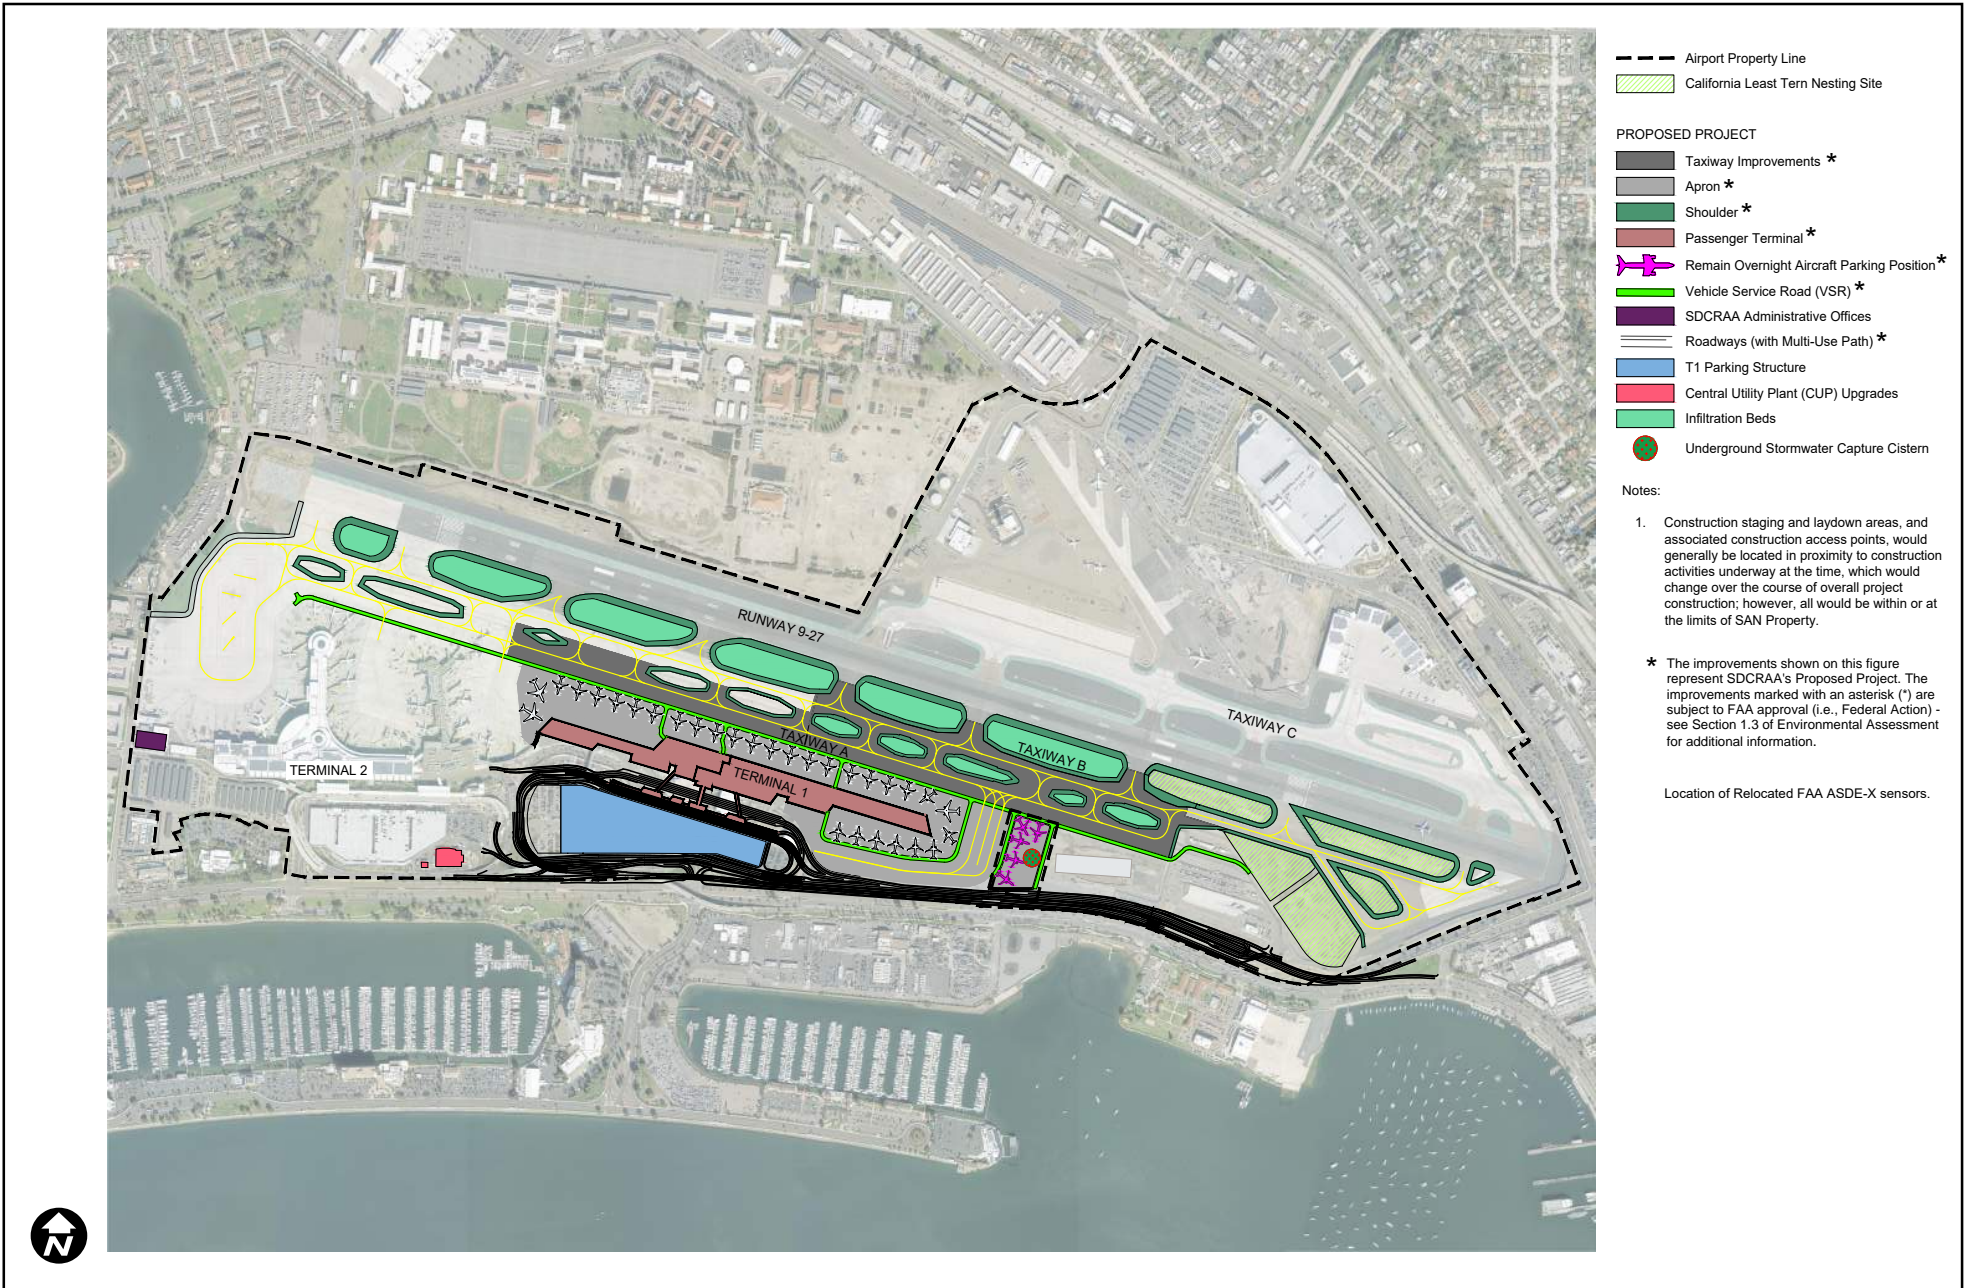 Airport Property Line
California Least Tern Nesting Site
PROPOSED PROJECT
Taxiway Improvements *
Apron *
Shoulder *
Passenger Terminal *
Remain Overnight Aircraft Parking Position *
Vehicle Service Road (VSR) *
SDCRAA Administrative Offices
Roadways (with Multi-Use Path) *
T1 Parking Structure
Central Utility Plant (CUP) Upgrades
Infiltration Beds
Underground Stormwater Capture Cistern
Notes:
1. Construction staging and laydown areas, and
associated construction access points, would
generally be located in proximity to construction
activities underway at the time, which would
change over the course of overall project
construction; however, all would be within or at
the limits of SAN Property.
* The improvements shown on this figure
represent SDCRAA's Proposed Project. The
improvements marked with an asterisk (*) are
subject to FAA approval (i.e., Federal Action) -
see Section 1.3 of Environmental Assessment
for additional information.
Location of Relocated FAA ASDE-X sensors.
RUNWAY 9-27
TAXIWAY C
TAXIWAY B
TAXIWAY A
TERMINAL 1
TERMINAL 2
N